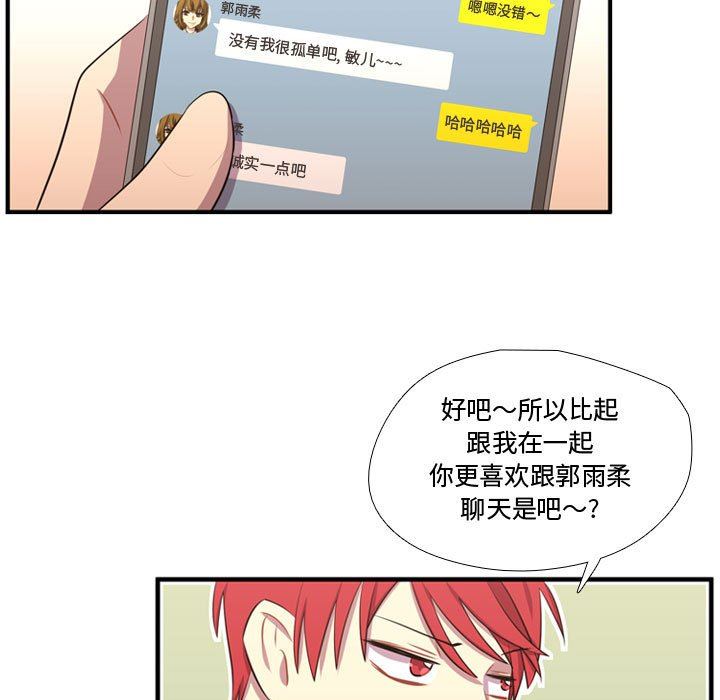 郭雨柔
嗯嗯没错～
没有我很孤单吧, 敏儿~~~
哈哈哈哈哈
柔
诚实一点吧
好吧～所以比起
跟我在一起
你更喜欢跟郭雨柔
聊天是吧～?